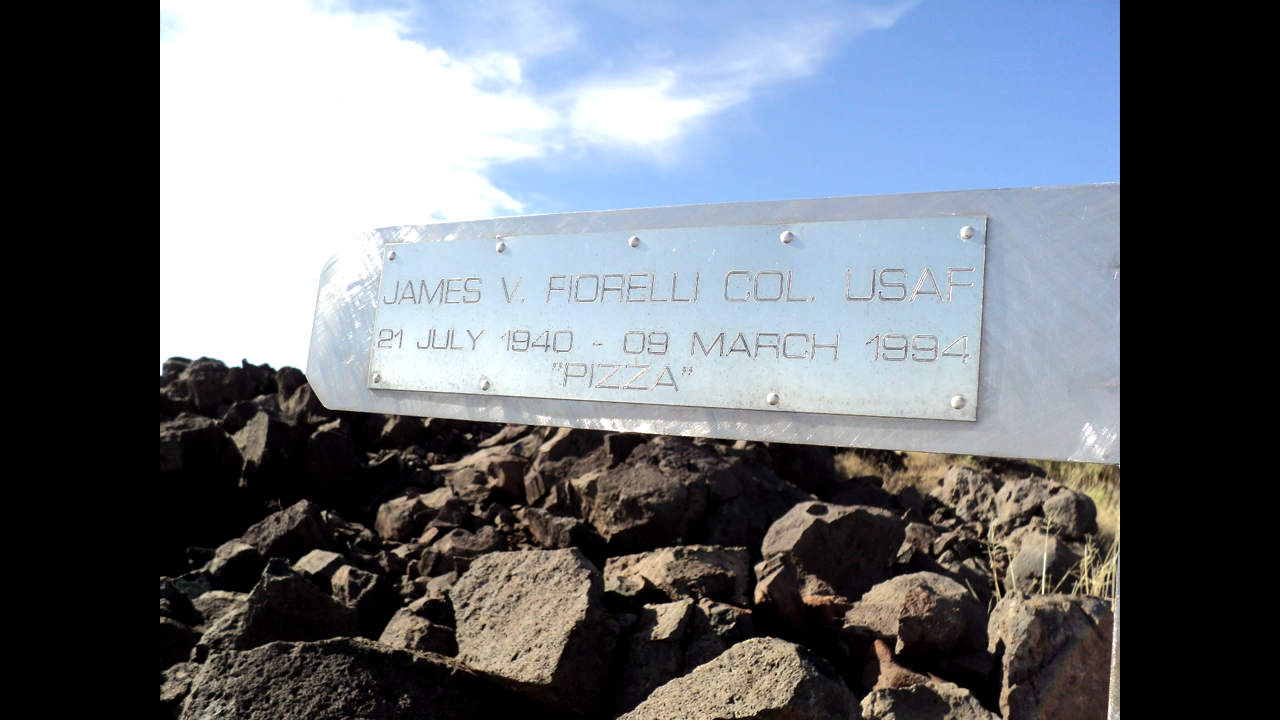 JAMES V. FIORELLI COL. USAF
21 JULY 1940 - 09 MARCH 1994
"PIZZA"